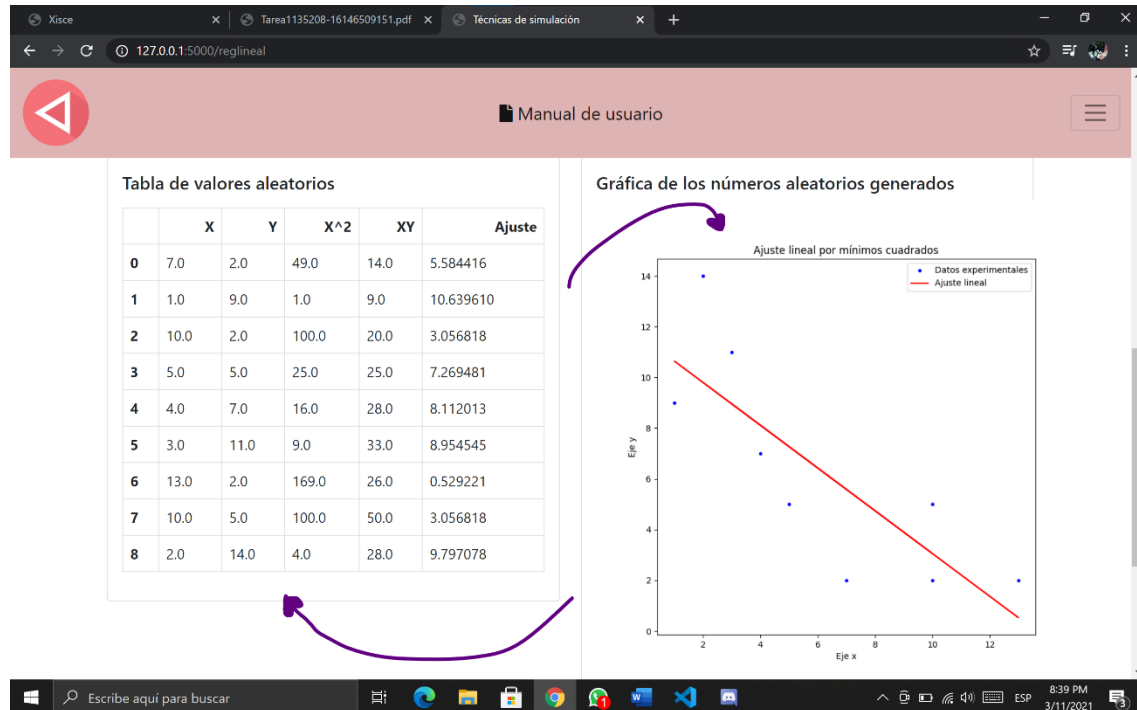 Xisce
Tarea1135208-16146509151.pdf
Técnicas de simulación
127.0.0.1:5000/reglineal
Manual de usuario
Tabla de valores aleatorios
X Y X^2 XY Ajuste
0 7.0 2.0 49.0 14.0 5.584416
1 1.0 9.0 1.0 9.0 10.639610
2 10.0 2.0 100.0 20.0 3.056818
3 5.0 5.0 25.0 25.0 7.269481
4 4.0 7.0 16.0 28.0 8.112013
5 3.0 11.0 9.0 33.0 8.954545
6 13.0 2.0 169.0 26.0 0.529221
7 10.0 5.0 100.0 50.0 3.056818
8 2.0 14.0 4.0 28.0 9.797078
Gráfica de los números aleatorios generados
Ajuste lineal por mínimos cuadrados
Datos experimentales
Ajuste lineal
14
12
10
8
6
4
2
0
Eje y
2 4 6 8 10 12
Eje x
Escribe aquí para buscar
1
W
ESP
8:39 PM
3/11/2021
3